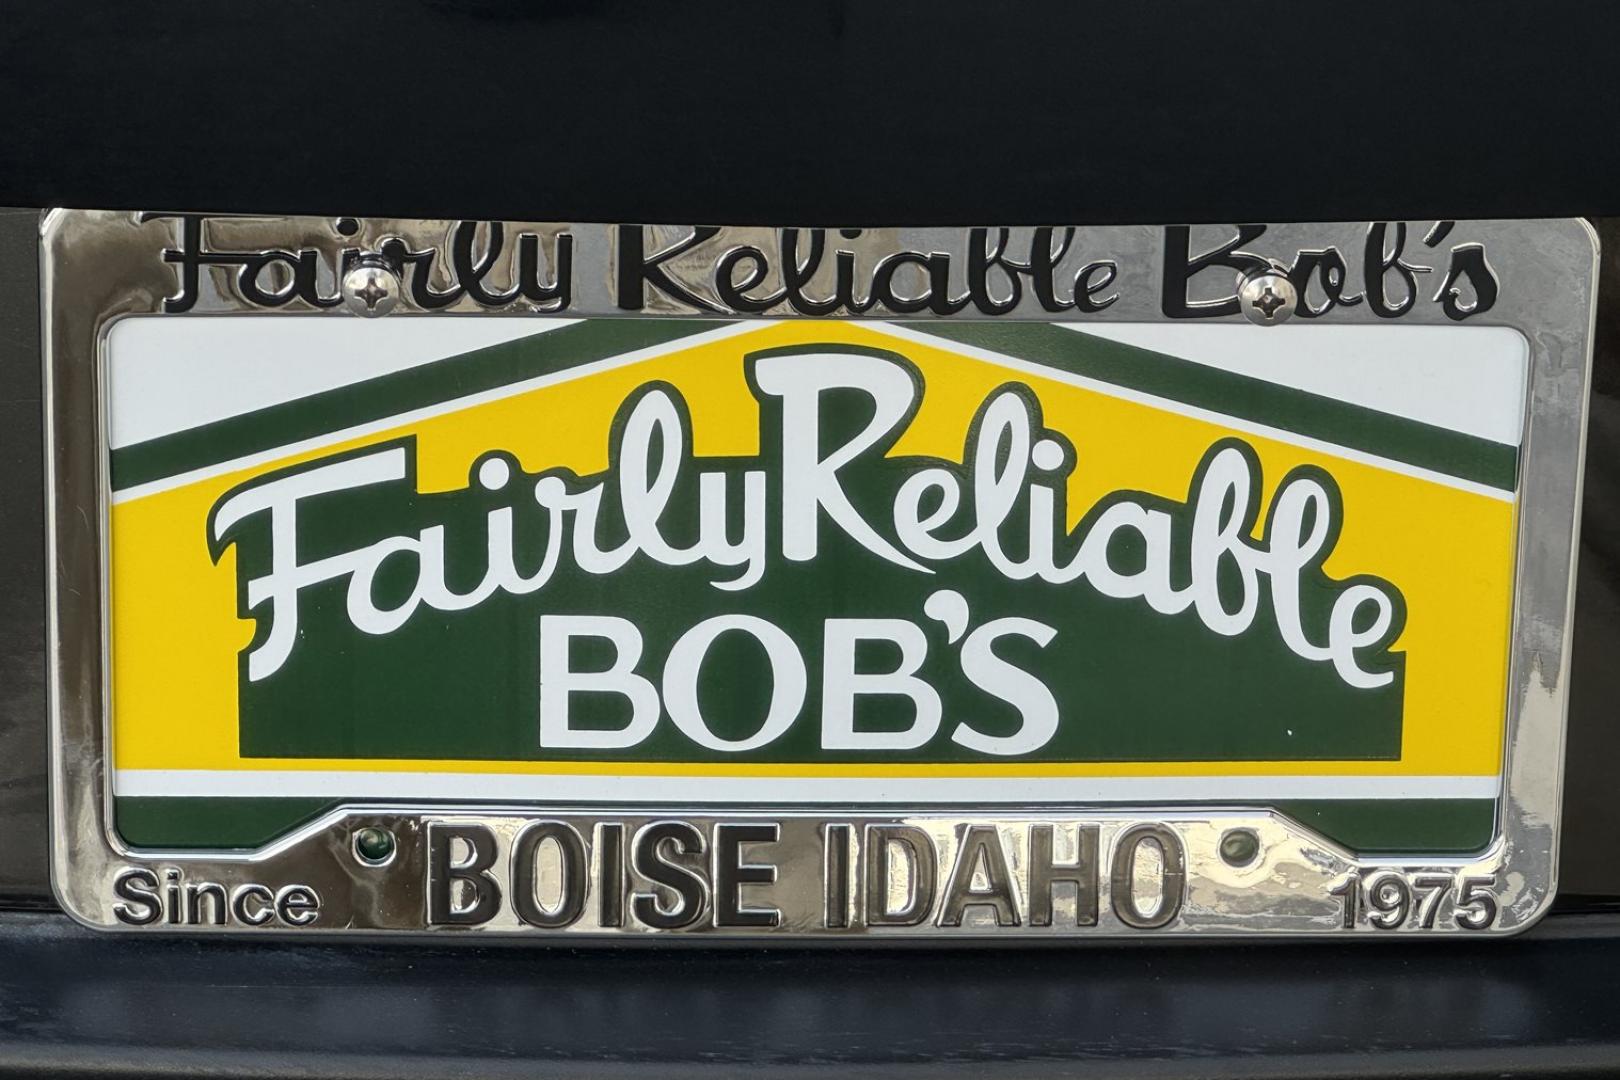 Fairly Reliable Bob's
Fairly Reliable
BOB'S
BOISE IDAHO
Since 1975